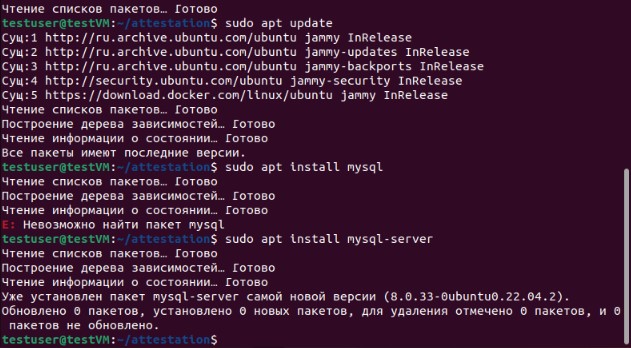 Чтение списков пакетов… Готово
testuser@testVM:~/attestation$ sudo apt update
Сущ:1 http://ru.archive.ubuntu.com/ubuntu jammy InRelease
Сущ:2 http://ru.archive.ubuntu.com/ubuntu jammy-updates InRelease
Сущ:3 http://ru.archive.ubuntu.com/ubuntu jammy-backports InRelease
Сущ:4 http://security.ubuntu.com/ubuntu jammy-security InRelease
Сущ:5 https://download.docker.com/linux/ubuntu jammy InRelease
Чтение списков пакетов… Готово
Построение дерева зависимостей… Готово
Чтение информации о состоянии… Готово
Все пакеты имеют последние версии.
testuser@testVM:~/attestation$ sudo apt install mysql
Чтение списков пакетов… Готово
Построение дерева зависимостей… Готово
Чтение информации о состоянии… Готово
E: Невозможно найти пакет mysql
testuser@testVM:~/attestation$ sudo apt install mysql-server
Чтение списков пакетов… Готово
Построение дерева зависимостей… Готово
Чтение информации о состоянии… Готово
Уже установлен пакет mysql-server самой новой версии (8.0.33-0ubuntu0.22.04.2).
Обновлено 0 пакетов, установлено 0 новых пакетов, для удаления отмечено 0 пакетов, и 0
пакетов не обновлено.
testuser@testVM:~/attestation$